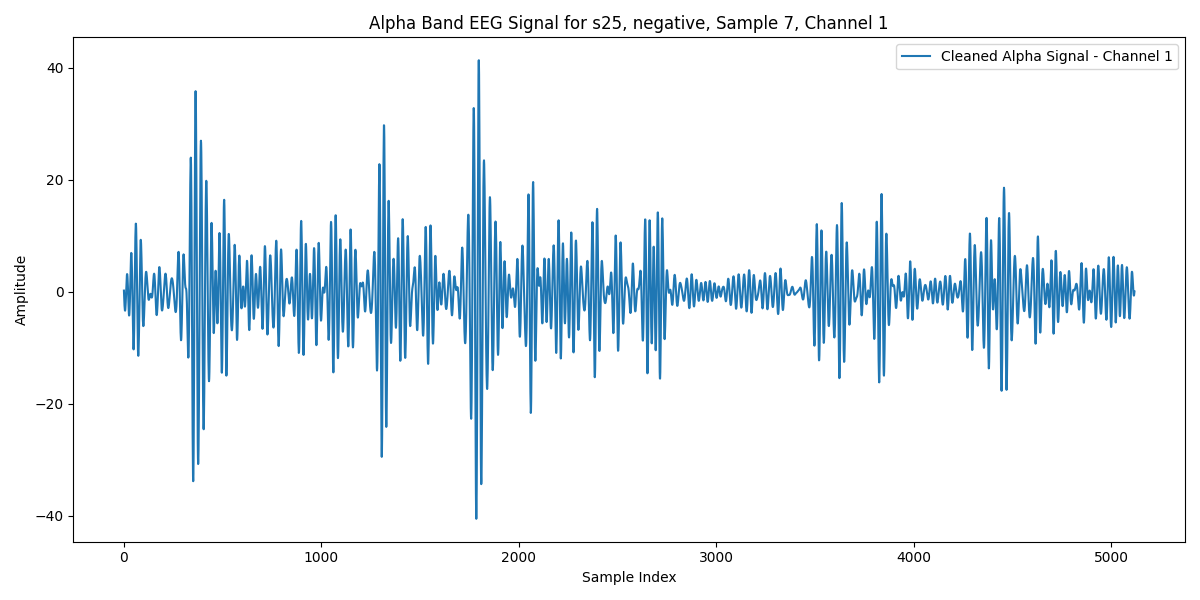 Alpha Band EEG Signal for s25, negative, Sample 7, Channel 1
Cleaned Alpha Signal - Channel 1
Amplitude
40
20
0
−20
−40
0 1000 2000 3000 4000 5000
Sample Index